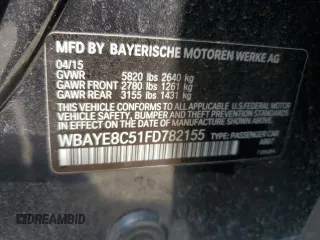 MFD BY BAYERISCHE MOTOREN WERKE AG
04/15
GVWR 5820 lbs 2640 kg
GAWR FRONT 2780 lbs 1261 kg
GAWR REAR 3155 lbs 1431 kg
THIS VEHICLE CONFORMS TO ALL APPLICABLE FEDERAL
MOTOR VEHICLE SAFETY, BUMPER, AND THEFT PREVENTION STANDARDS
IN EFFECT ON THE DATE OF MANUFACTURE SHOWN ABOVE.
WBAYE8C51FD782155 TYPE: PASSENGER CAR
DREAMBID